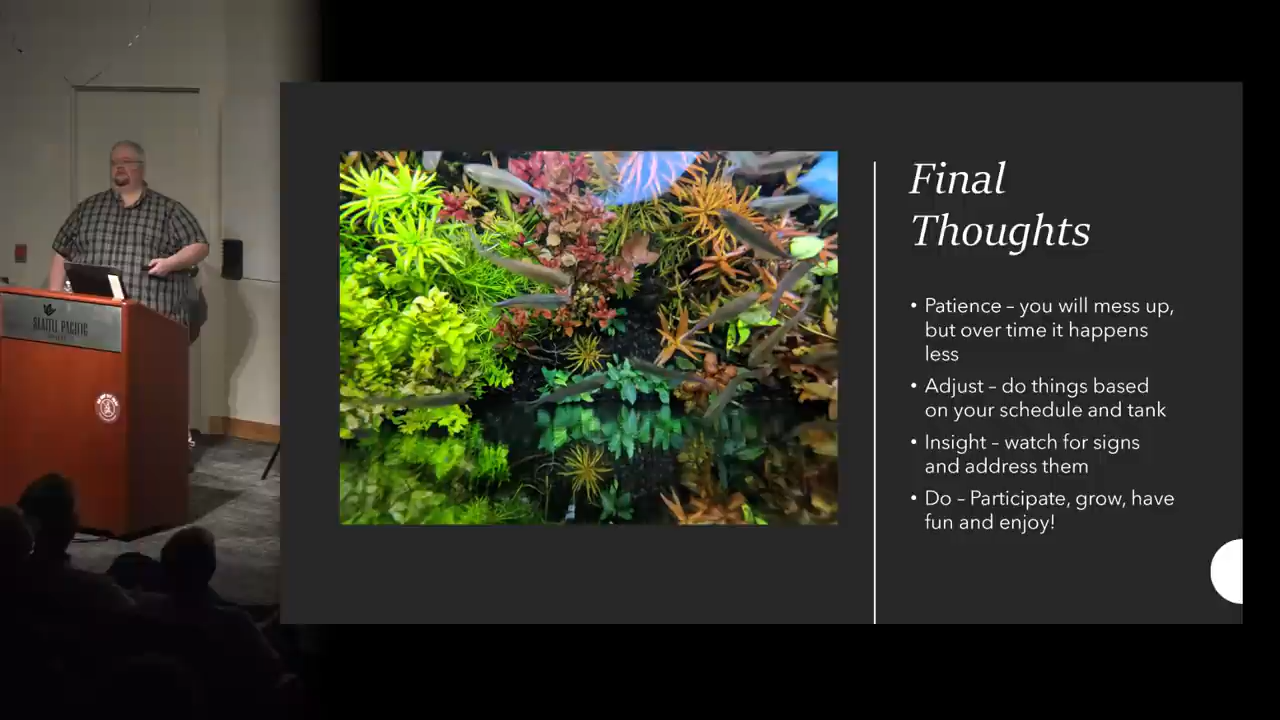 SEATTLE PACIFIC
Final
Thoughts
• Patience – you will mess up,
but over time it happens
less
• Adjust – do things based
on your schedule and tank
• Insight – watch for signs
and address them
• Do – Participate, grow, have
fun and enjoy!